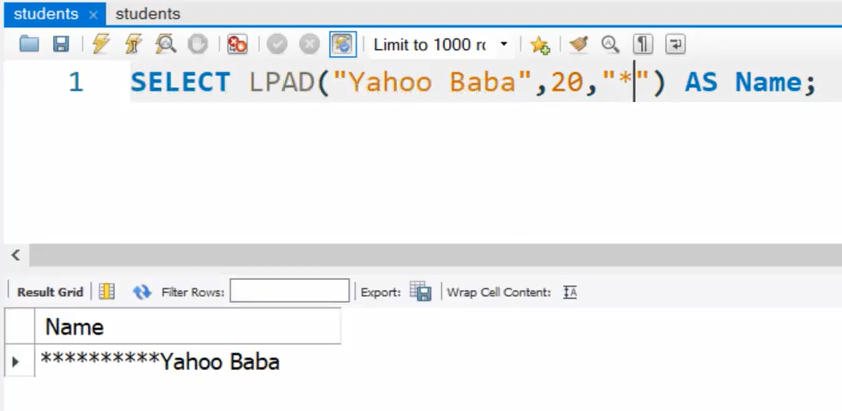 students × students
Limit to 1000 rc
1 SELECT LPAD("Yahoo Baba",20,"*") AS Name;
Result Grid Filter Rows: Export: Wrap Cell Content:
Name
**********Yahoo Baba